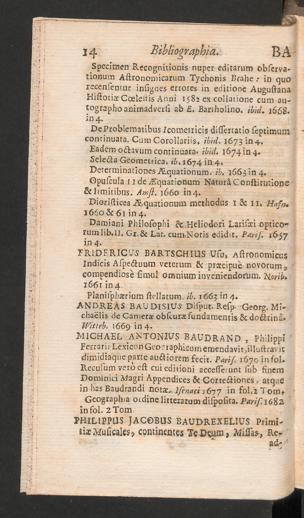 14 Bibliographia. BA
Specimen Recognitionis nuper editarum observa-
tionum Astronomicarum Tychonis Brahe: in quo
recensentur insignes errores in editione Augustana
Historiæ Cœlestis Anni 1582 ex collatione cum au-
tographo animadversi ab E. Bartholino. ibid. 1668.
in 4.
De Problematibus Geometricis dissertatio septimum
continuata. Cum Corollariis. ibid. 1673 in 4.
Eadem octavum continuata. ibid. 1674 in 4.
Selecta Geometrica. ib. 1674 in 4.
Determinationes Æquationum. ib. 1663 in 4.
Opuscula II de Æquationum Natura Constitutione
& limitibus. Amst. 1660 in 4.
Dioristices Æquationum methodus I & II. Hafn.
1660 & 61 in 4.
Damiani Philosophi & Heliodori Larissæi optico-
rum lib. II. Gr. & Lat. cum Notis edidit. Paris. 1657
in 4.
FRIDERICUS BARTSCHIUS Uso, Astronomicus
Indicis Aspectuum veterum & præcipuè novorum,
compendiosè simul omnium inveniendorum. Norib.
1661 in 4
Planisphærium stellatum. ib. 1661 in 4.
ANDREAS BAUDISIUS Disput. Resp. Georg. Mi-
chaëlis de Cameræ obscuræ fundamentis & doctrinâ.
Witteb. 1669 in 4.
MICHAEL ANTONIUS BAUDRAND, Philippi
Ferrarii Lexicon Geographicum emendavit, illustravit
dimidiaque parte auctiorem fecit. Paris. 1670 in fol.
Recusum verò est cui editioni accesserunt sub finem
Dominici Magri Appendices & Correctiones, atque
in has Baudrandi notæ. Isenaci 1677 in fol. 2 Tom.
Geographia ordine litterarum disposita. Paris. 1682
in fol. 2 Tom
PHILIPPUS JACOBUS BAUDREXELIUS Primi-
tiæ Musicales, continentes Te Deum, Missas, Re-
ad-